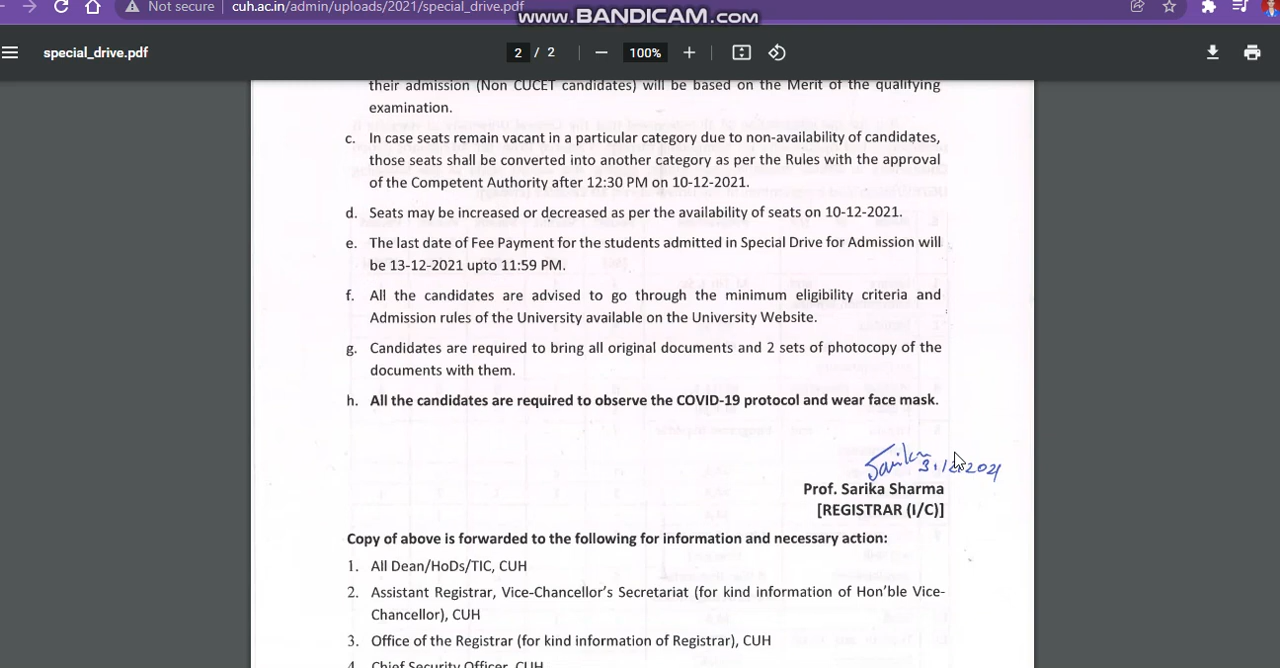 Not secure cuh.ac.in/admin/uploads/2021/special_drive.pdf
www.BANDICAM.com
special_drive.pdf 2 / 2 100%
their admission (Non CUCET candidates) will be based on the Merit of the qualifying
examination.
c. In case seats remain vacant in a particular category due to non-availability of candidates,
those seats shall be converted into another category as per the Rules with the approval
of the Competent Authority after 12:30 PM on 10-12-2021.
d. Seats may be increased or decreased as per the availability of seats on 10-12-2021.
e. The last date of Fee Payment for the students admitted in Special Drive for Admission will
be 13-12-2021 upto 11:59 PM.
f. All the candidates are advised to go through the minimum eligibility criteria and
Admission rules of the University available on the University Website.
g. Candidates are required to bring all original documents and 2 sets of photocopy of the
documents with them.
h. All the candidates are required to observe the COVID-19 protocol and wear face mask.
Sarika
Prof. Sarika Sharma
[REGISTRAR (I/C)]
Copy of above is forwarded to the following for information and necessary action:
1. All Dean/HoDs/TIC, CUH
2. Assistant Registrar, Vice-Chancellor's Secretariat (for kind information of Hon'ble Vice-
Chancellor), CUH
3. Office of the Registrar (for kind information of Registrar), CUH
4. Chief Security Officer, CUH